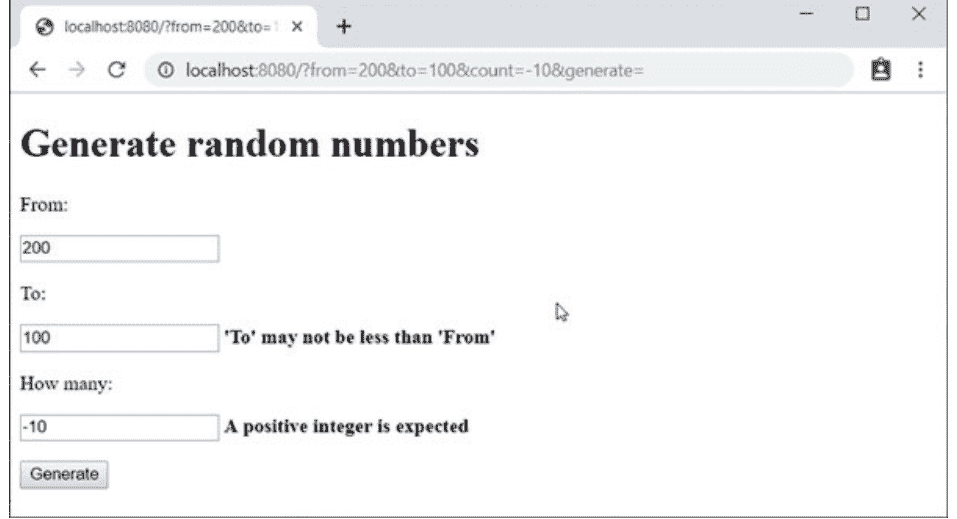 localhost:8080/?from=200&to=1
localhost:8080/?from=200&to=100&count=-10&generate=
Generate random numbers
From:
200
To:
100 'To' may not be less than 'From'
How many:
-10 A positive integer is expected
Generate